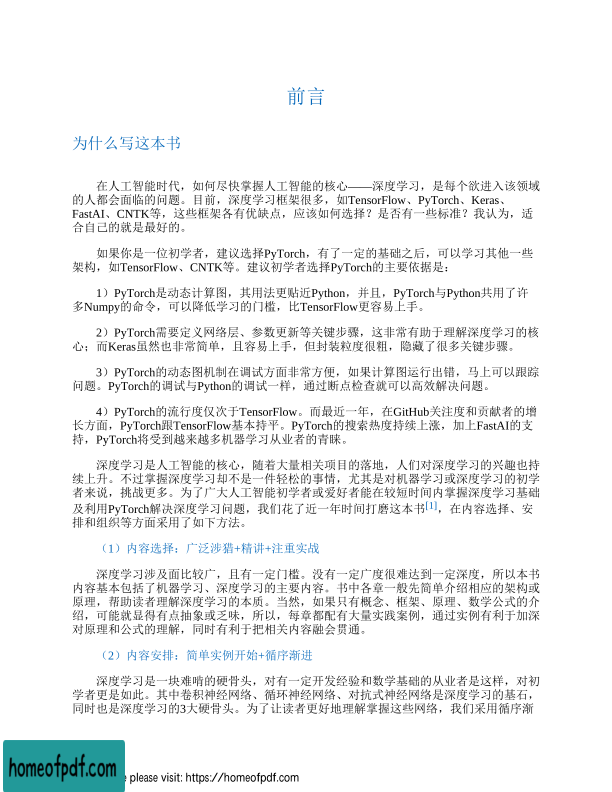 前言
为什么写这本书
在人工智能时代，如何尽快掌握人工智能的核心——深度学习，是每个欲进入该领域
的人都会面临的问题。目前，深度学习框架很多，如TensorFlow、PyTorch、Keras、
FastAI、CNTK等，这些框架各有优缺点，应该如何选择？是否有一些标准？我认为，适
合自己的就是最好的。
如果你是一位初学者，建议选择PyTorch，有了一定的基础之后，可以学习其他一些
架构，如TensorFlow、CNTK等。建议初学者选择PyTorch的主要依据是：
1）PyTorch是动态计算图，其用法更贴近Python，并且，PyTorch与Python共用了许
多Numpy的命令，可以降低学习的门槛，比TensorFlow更容易上手。
2）PyTorch需要定义网络层、参数更新等关键步骤，这非常有助于理解深度学习的核
心；而Keras虽然也非常简单，且容易上手，但封装粒度很粗，隐藏了很多关键步骤。
3）PyTorch的动态图机制在调试方面非常方便，如果计算图运行出错，马上可以跟踪
问题。PyTorch的调试与Python的调试一样，通过断点检查就可以高效解决问题。
4）PyTorch的流行度仅次于TensorFlow。而最近一年，在GitHub关注度和贡献者的增
长方面，PyTorch跟TensorFlow基本持平。PyTorch的搜索热度持续上涨，加上FastAI的支
持，PyTorch将受到越来越多机器学习从业者的青睐。
深度学习是人工智能的核心，随着大量相关项目的落地，人们对深度学习的兴趣也持
续上升。不过掌握深度学习却不是一件轻松的事情，尤其是对机器学习或深度学习的初学
者来说，挑战更多。为了广大人工智能初学者或爱好者能在较短时间内掌握深度学习基础
及利用PyTorch解决深度学习问题，我们花了近一年时间打磨这本书[1]，在内容选择、安
排和组织等方面采用了如下方法。
（1）内容选择：广泛涉猎+精讲+注重实战
深度学习涉及面比较广，且有一定门槛。没有一定广度很难达到一定深度，所以本书
内容基本包括了机器学习、深度学习的主要内容。书中各章一般先简单介绍相应的架构或
原理，帮助读者理解深度学习的本质。当然，如果只有概念、框架、原理、数学公式的介
绍，可能就显得有点抽象或乏味，所以，每章都配有大量实践案例，通过实例有利于加深
对原理和公式的理解，同时有利于把相关内容融会贯通。
（2）内容安排：简单实例开始+循序渐进
深度学习是一块难啃的硬骨头，对有一定开发经验和数学基础的从业者是这样，对初
学者更是如此。其中卷积神经网络、循环神经网络、对抗式神经网络是深度学习的基石，
同时也是深度学习的3大硬骨头。为了让读者更好地理解掌握这些网络，我们采用循序渐
homeofpdf.com
e please visit: https://homeofpdf.com